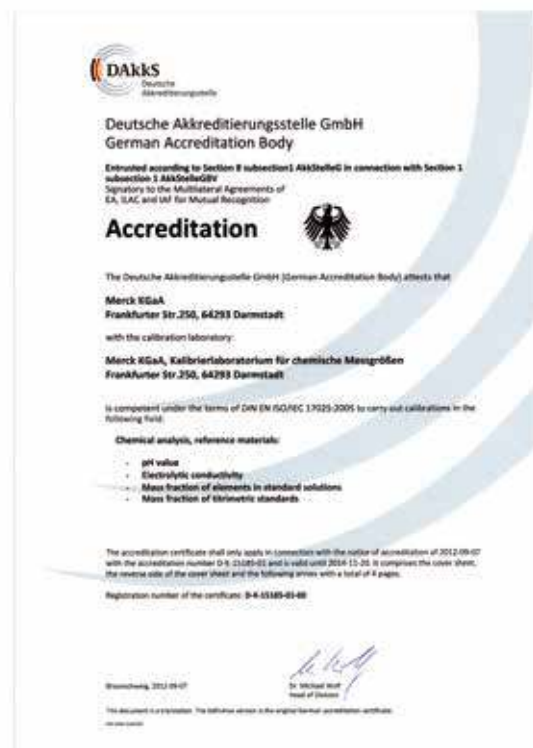 DAkkS
Deutsche
Akkreditierungsstelle
Deutsche Akkreditierungsstelle GmbH
German Accreditation Body
Entrusted according to Section 8 subsection1 AkkStelleG in connection with Section 1
subsection 1 AkkStelleGBV
Signatory to the Multilateral Agreements of
EA, ILAC and IAF for Mutual Recognition
Accreditation
The Deutsche Akkreditierungsstelle GmbH (German Accreditation Body) attests that
Merck KGaA
Frankfurter Str.250, 64293 Darmstadt
with the calibration laboratory:
Merck KGaA, Kalibrierlaboratorium für chemische Messgrößen
Frankfurter Str.250, 64293 Darmstadt
is competent under the terms of DIN EN ISO/IEC 17025:2005 to carry out calibrations in the
following field:
Chemical analysis, reference materials:
- pH value
- Electrolytic conductivity
- Mass fraction of elements in standard solutions
- Mass fraction of titrimetric standards
The accreditation certificate shall only apply in connection with the notice of accreditation of 2012-09-07
with the accreditation number D-K-15185-01 and is valid until 2014-11-20. It comprises the cover sheet,
the reverse side of the cover sheet and the following annex with a total of 4 pages.
Registration number of the certificate: D-K-15185-01-00
Braunschweig, 2012-09-07
Dr. Michael Wolf
Head of Division
This document is a translation. The definitive version is the original German accreditation certificate.